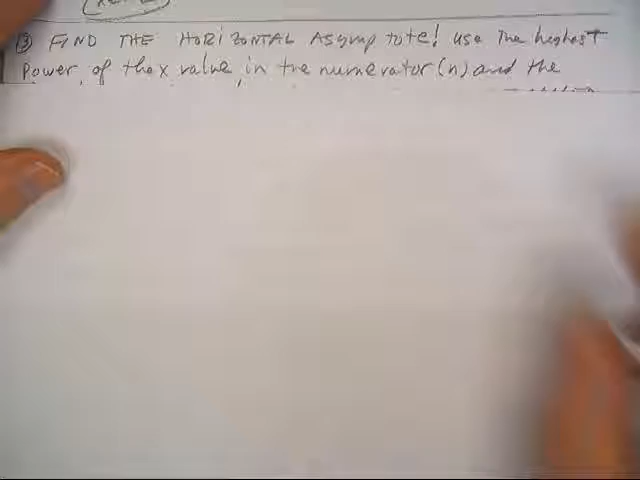 ③ FIND THE HORIZONTAL Asymptote! use the highest
Power of the x value in the numerator (n) and the